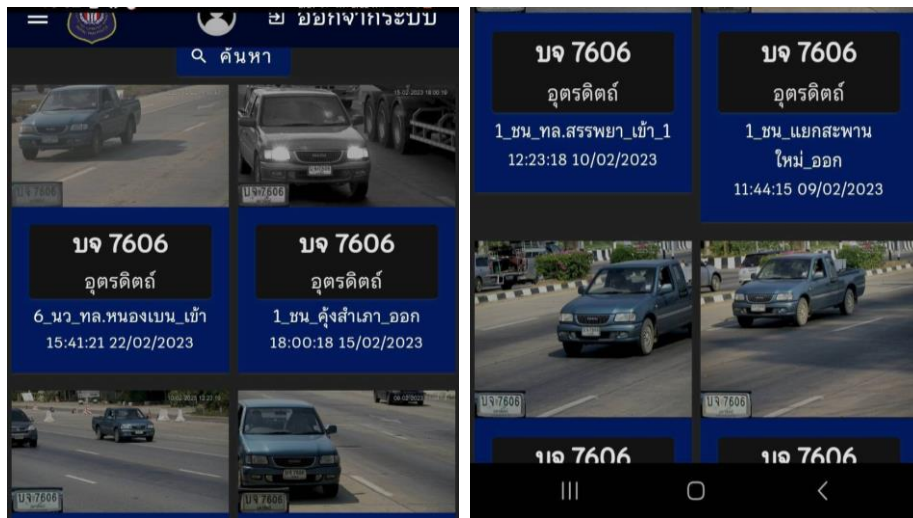 ออกจากระบบ
ค้นหา
15.02.2023 18:00:18
บจ 7606
บจ 7606
บจ 7606
อุตรดิตถ์
6_นว_ทล.หนองเบน_เข้า
15:41:21 22/02/2023
บจ 7606
อุตรดิตถ์
1_ชน_คุ้งสำเภา_ออก
18:00:18 15/02/2023
บจ 7606
บจ 7606
บจ 7606
อุตรดิตถ์
1_ชน_ทล.สรรพยา_เข้า_1
12:23:18 10/02/2023
บจ 7606
อุตรดิตถ์
1_ชน_แยกสะพาน
ใหม่_ออก
11:44:15 09/02/2023
บจ 7606
บจ 7606
บจ 7606
บจ 7606